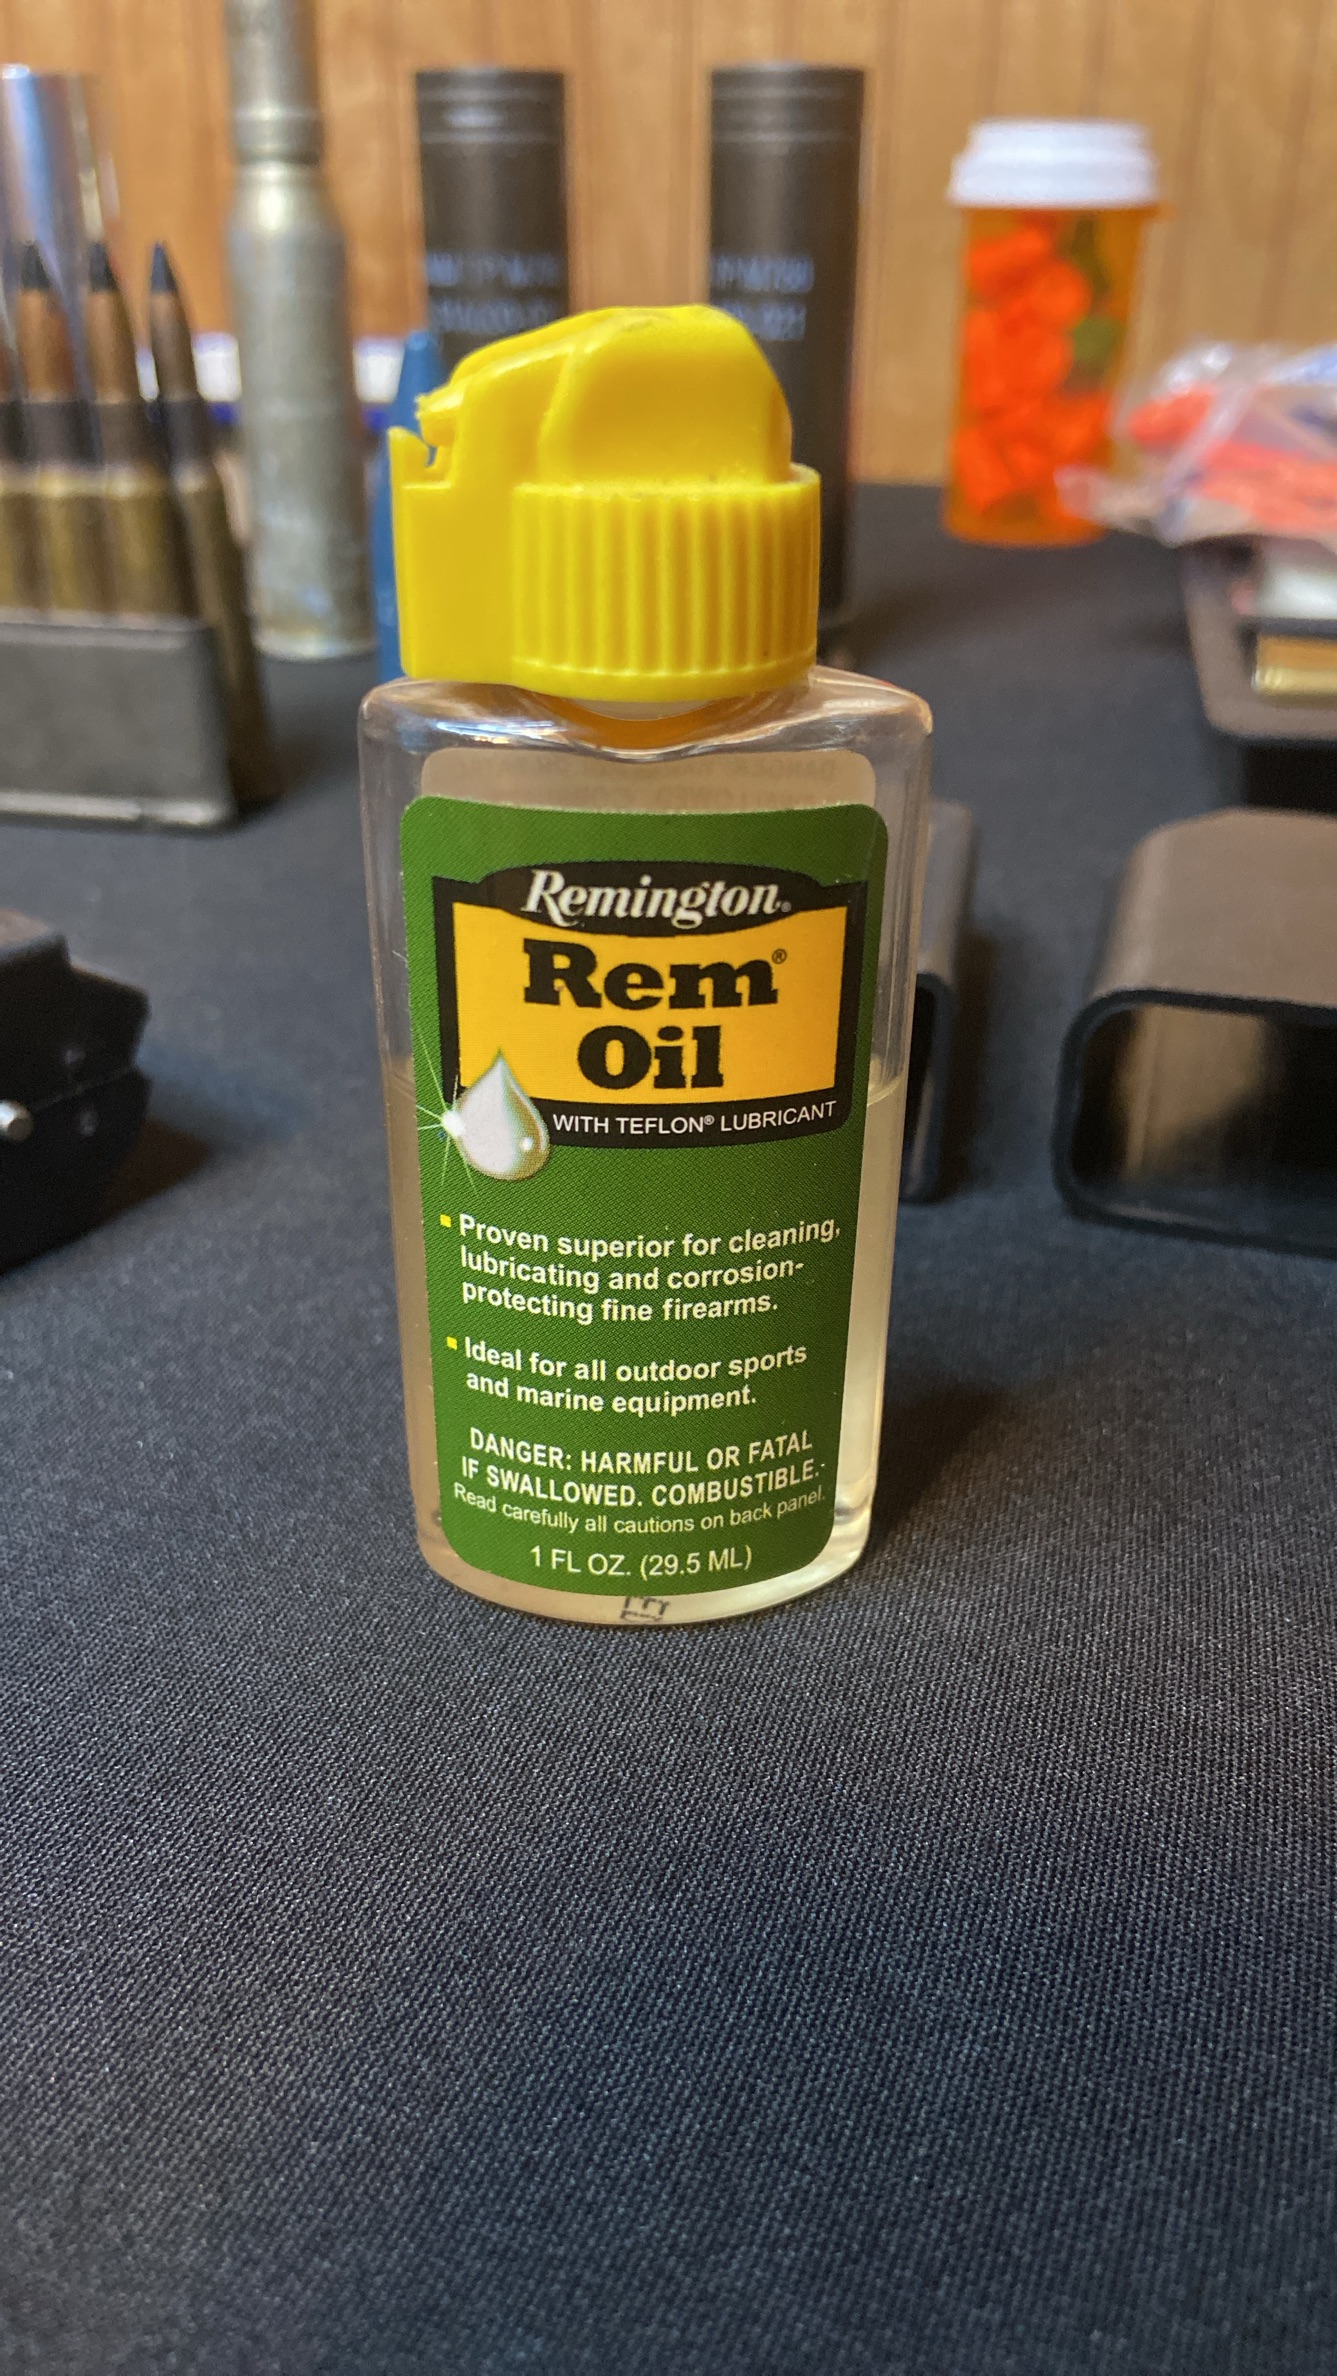 Remington®
Rem®
Oil
WITH TEFLON® LUBRICANT
▪ Proven superior for cleaning,
lubricating and corrosion-
protecting fine firearms.
▪ Ideal for all outdoor sports
and marine equipment.
DANGER: HARMFUL OR FATAL
IF SWALLOWED. COMBUSTIBLE.
Read carefully all cautions on back panel.
1 FL OZ. (29.5 ML)